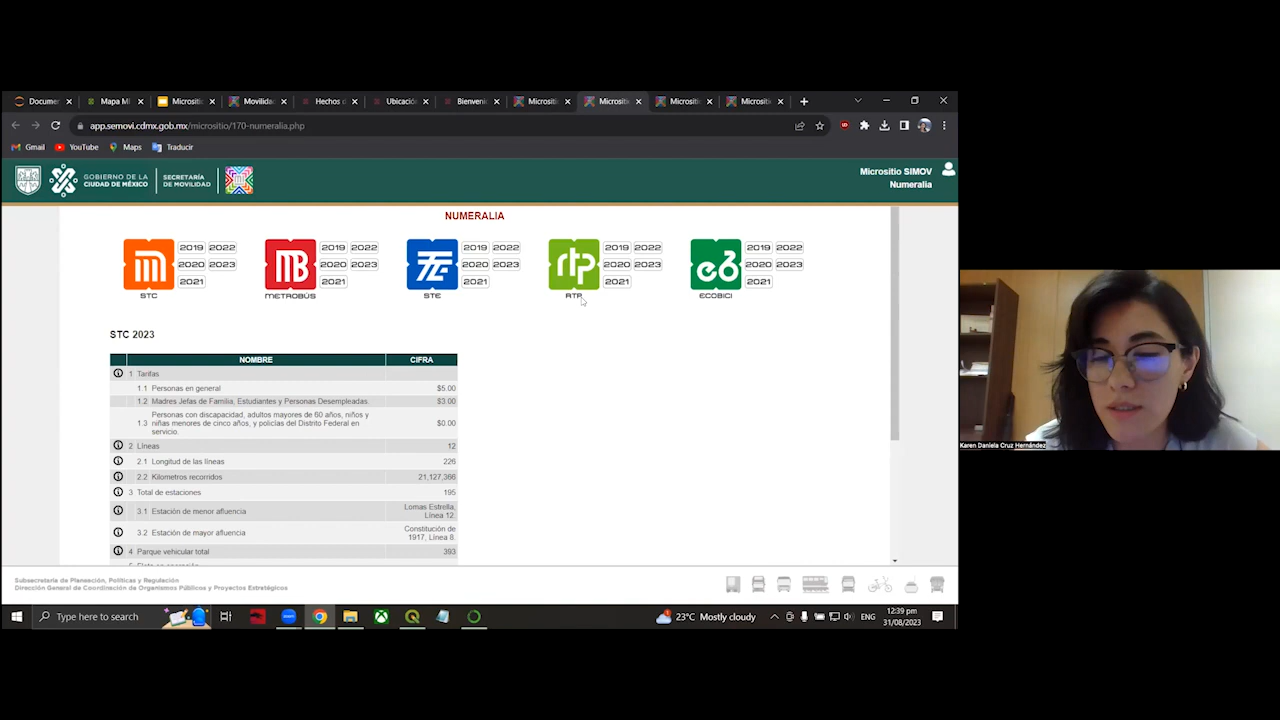 Docume
Mapa Mi
Micrositio
Movilidad
Hechos d
Ubicación
Bienveni
Micrositi
Micrositi
Micrositi
Micrositi
app.semovi.cdmx.gob.mx/micrositio/170-numeralia.php
Gmail YouTube Maps Traducir
GOBIERNO DE LA
CIUDAD DE MÉXICO
SECRETARÍA
DE MOVILIDAD
Micrositio SIMOV
Numeralia
NUMERALIA
2019 2022 2019 2022 2019 2022 2019 2022 2019 2022
2020 2023 2020 2023 2020 2023 2020 2023 2020 2023
2021 2021 2021 2021 2021
STC METROBÚS STE RTP ECOBICI
STC 2023
NOMBRE CIFRA
1 Tarifas
1.1 Personas en general $5.00
1.2 Madres Jefas de Familia, Estudiantes y Personas Desempleadas. $3.00
Personas con discapacidad, adultos mayores de 60 años, niños y
1.3 niñas menores de cinco años, y policías del Distrito Federal en $0.00
servicio.
2 Líneas 12
2.1 Longitud de las líneas 226
2.2 Kilometros recorridos 21,127,366
3 Total de estaciones 195
3.1 Estación de menor afluencia Lomas Estrella,
Línea 12.
3.2 Estación de mayor afluencia Constitución de
1917, Línea 8.
4 Parque vehicular total 393
Subsecretaría de Planeación, Políticas y Regulación
Dirección General de Coordinación de Organismos Públicos y Proyectos Estratégicos
Type here to search
23°C Mostly cloudy
ENG
12:39 pm
31/08/2023
Karen Daniela Cruz Hernández